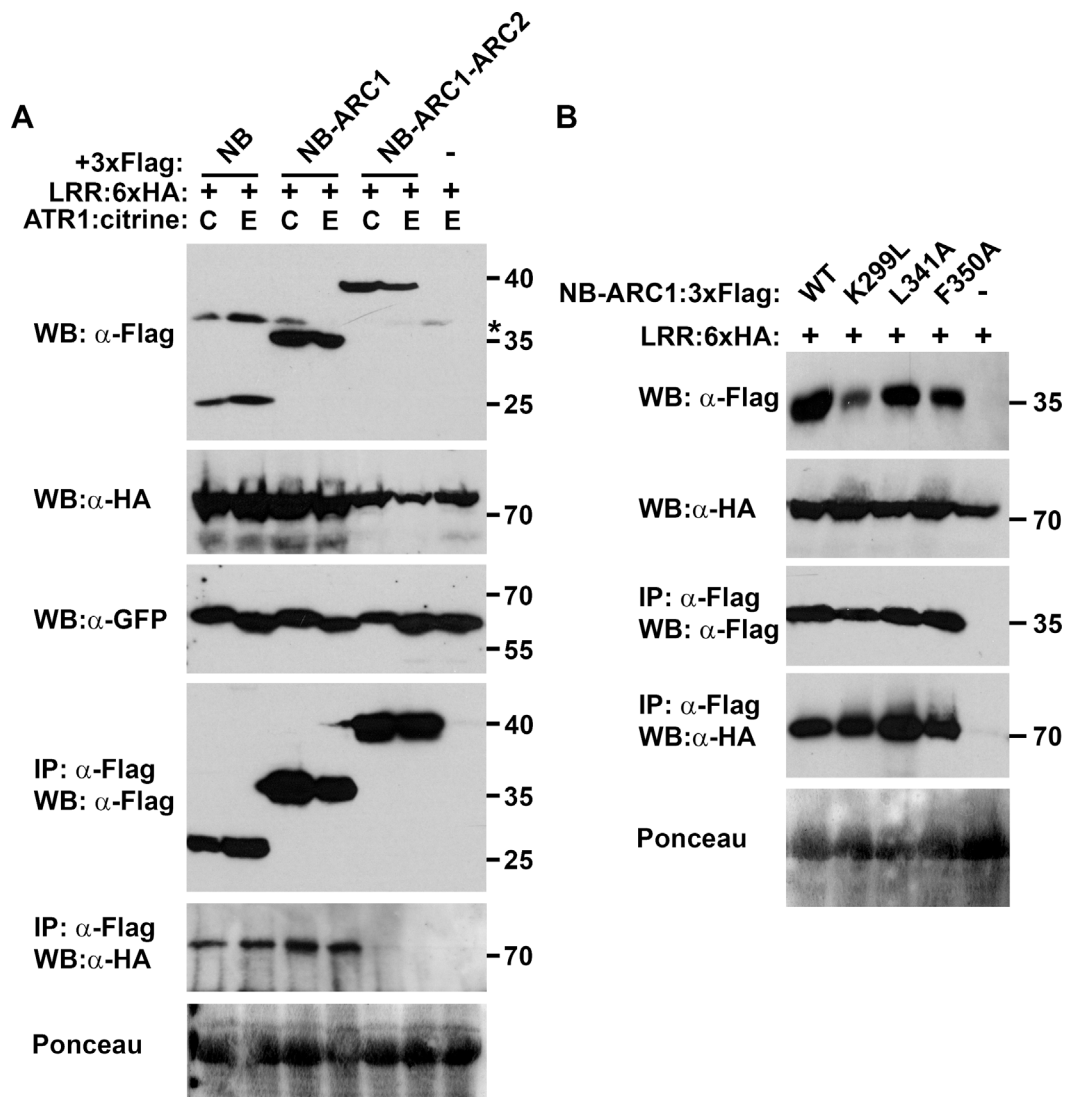 A
NB
NB-ARC1
NB-ARC1-ARC2
+3xFlag: -
LRR:6xHA: + + + + + + +
ATR1:citrine: C E C E C E E
WB: α-Flag
40
*
35
25
WB:α-HA
70
WB:α-GFP
70
55
IP: α-Flag
WB: α-Flag
40
35
25
IP: α-Flag
WB:α-HA
70
Ponceau
B
WT K299L L341A F350A
NB-ARC1:3xFlag: -
LRR:6xHA: + + + + +
WB: α-Flag
35
WB:α-HA
70
IP: α-Flag
WB: α-Flag
35
IP: α-Flag
WB:α-HA
70
Ponceau